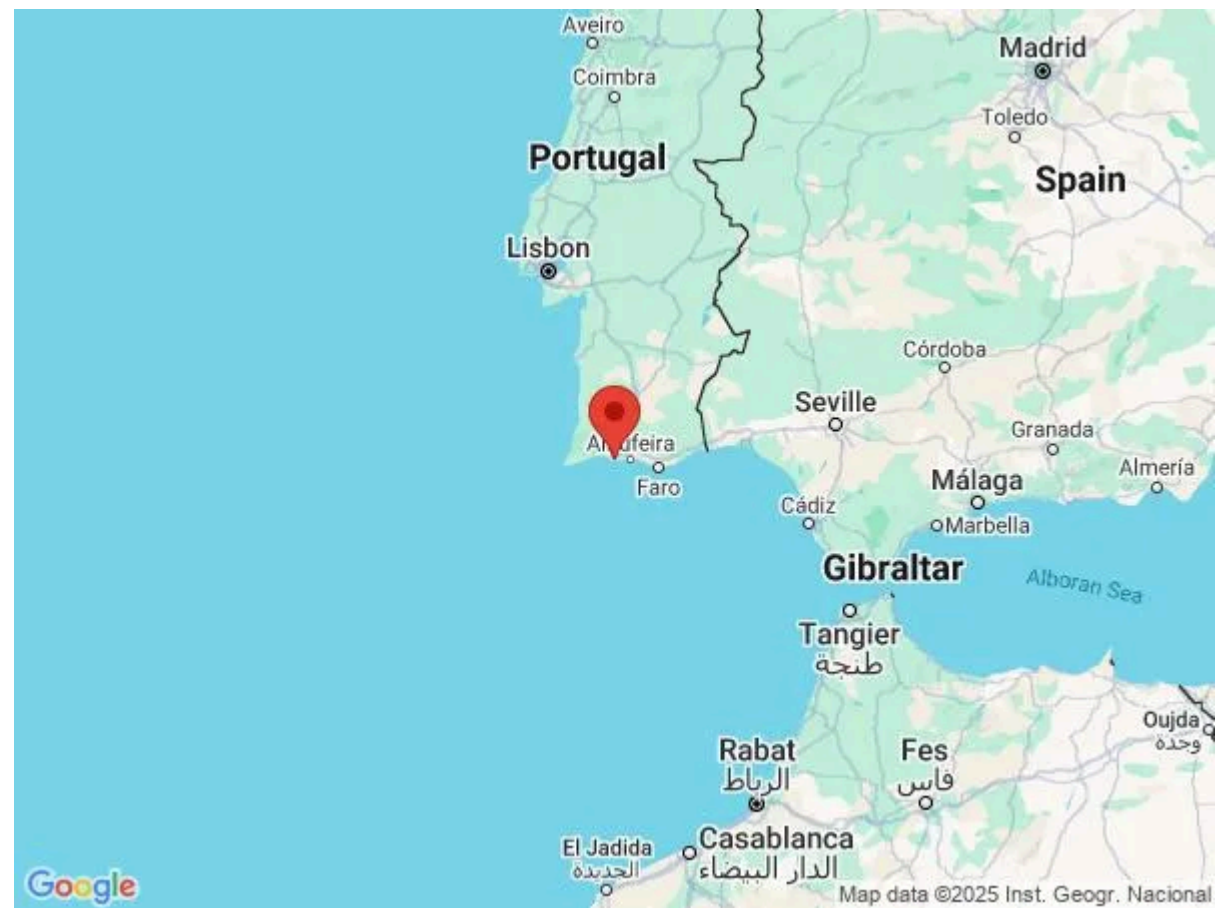 Aveiro
Coimbra
Madrid
Toledo
Portugal
Spain
Lisbon
Córdoba
Seville
Granada
Faro
Málaga
Almería
Cádiz
Marbella
Gibraltar
Alboran Sea
Tangier
طنجة
Oujda
وجدة
Rabat
الرباط
Fes
فاس
Casablanca
الدار البيضاء
El Jadida
الجديدة
Google
Map data ©2025 Inst. Geogr. Nacional